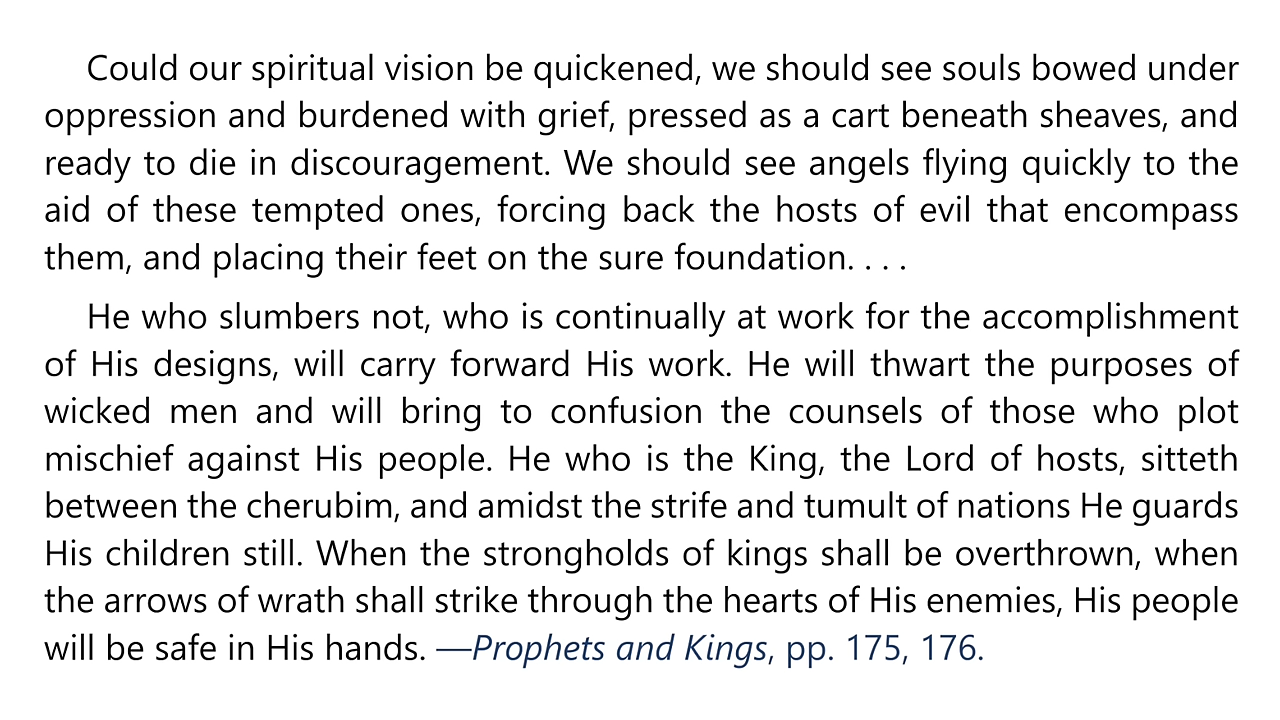 Could our spiritual vision be quickened, we should see souls bowed under
oppression and burdened with grief, pressed as a cart beneath sheaves, and
ready to die in discouragement. We should see angels flying quickly to the
aid of these tempted ones, forcing back the hosts of evil that encompass
them, and placing their feet on the sure foundation. . . .
He who slumbers not, who is continually at work for the accomplishment
of His designs, will carry forward His work. He will thwart the purposes of
wicked men and will bring to confusion the counsels of those who plot
mischief against His people. He who is the King, the Lord of hosts, sitteth
between the cherubim, and amidst the strife and tumult of nations He guards
His children still. When the strongholds of kings shall be overthrown, when
the arrows of wrath shall strike through the hearts of His enemies, His people
will be safe in His hands. —Prophets and Kings, pp. 175, 176.